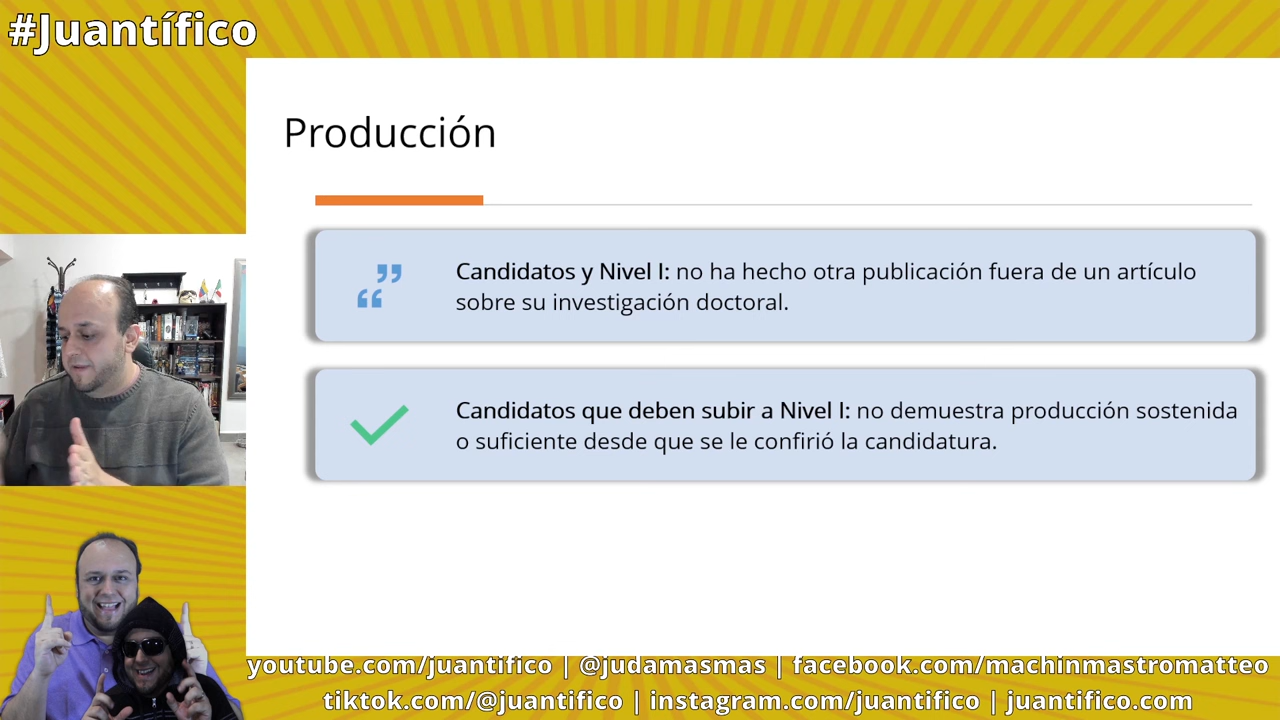 #Juantífico
Producción
Candidatos y Nivel I: no ha hecho otra publicación fuera de un artículo
sobre su investigación doctoral.
Candidatos que deben subir a Nivel I: no demuestra producción sostenida
o suficiente desde que se le confirió la candidatura.
youtube.com/juantifico | @judamasmas | facebook.com/machinmastromatteo
tiktok.com/@juantifico | instagram.com/juantifico | juantifico.com